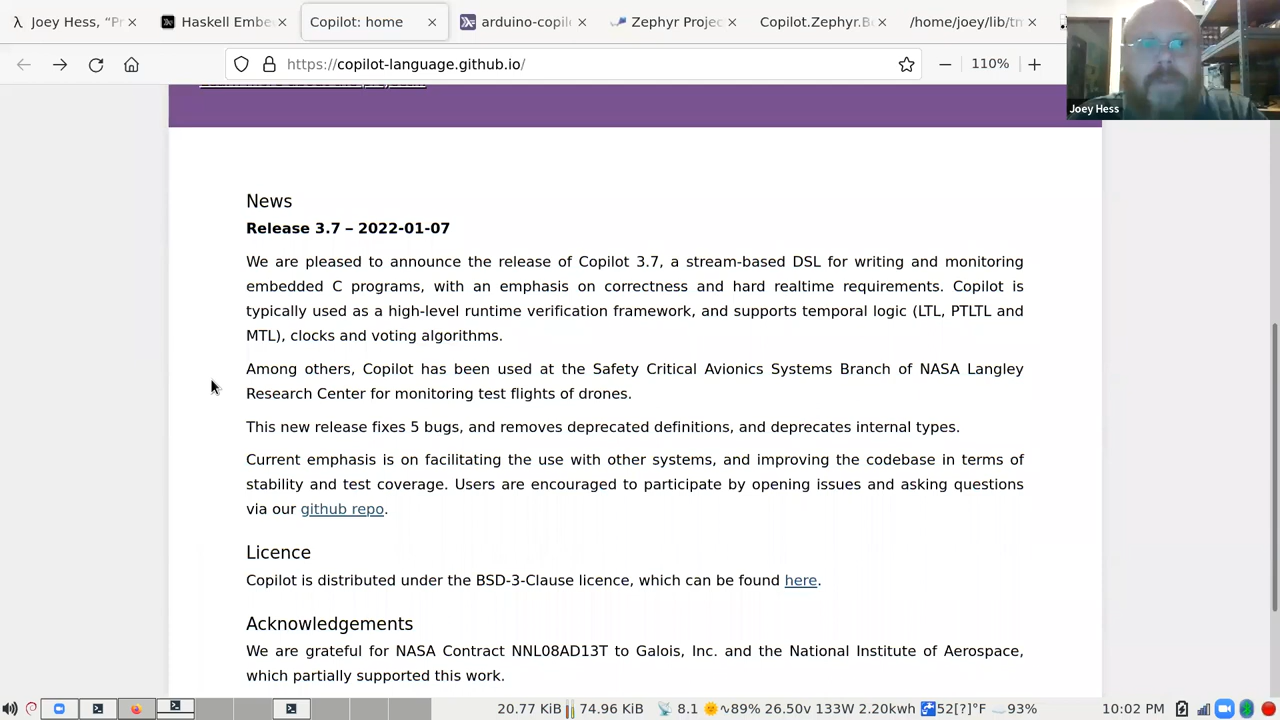 Joey Hess, “Pr
Haskell Embe
Copilot: home
arduino-copile
Zephyr Projec
Copilot.Zephyr.Bo
/home/joey/lib/tm
https://copilot-language.github.io/
110%
Joey Hess
News
Release 3.7 – 2022-01-07
We are pleased to announce the release of Copilot 3.7, a stream-based DSL for writing and monitoring
embedded C programs, with an emphasis on correctness and hard realtime requirements. Copilot is
typically used as a high-level runtime verification framework, and supports temporal logic (LTL, PTLTL and
MTL), clocks and voting algorithms.
Among others, Copilot has been used at the Safety Critical Avionics Systems Branch of NASA Langley
Research Center for monitoring test flights of drones.
This new release fixes 5 bugs, and removes deprecated definitions, and deprecates internal types.
Current emphasis is on facilitating the use with other systems, and improving the codebase in terms of
stability and test coverage. Users are encouraged to participate by opening issues and asking questions
via our github repo.
Licence
Copilot is distributed under the BSD-3-Clause licence, which can be found here.
Acknowledgements
We are grateful for NASA Contract NNL08AD13T to Galois, Inc. and the National Institute of Aerospace,
which partially supported this work.
20.77 KiB 74.96 KiB 8.1 89% 26.50v 133W 2.20kwh 52[?]°F 93% 10:02 PM